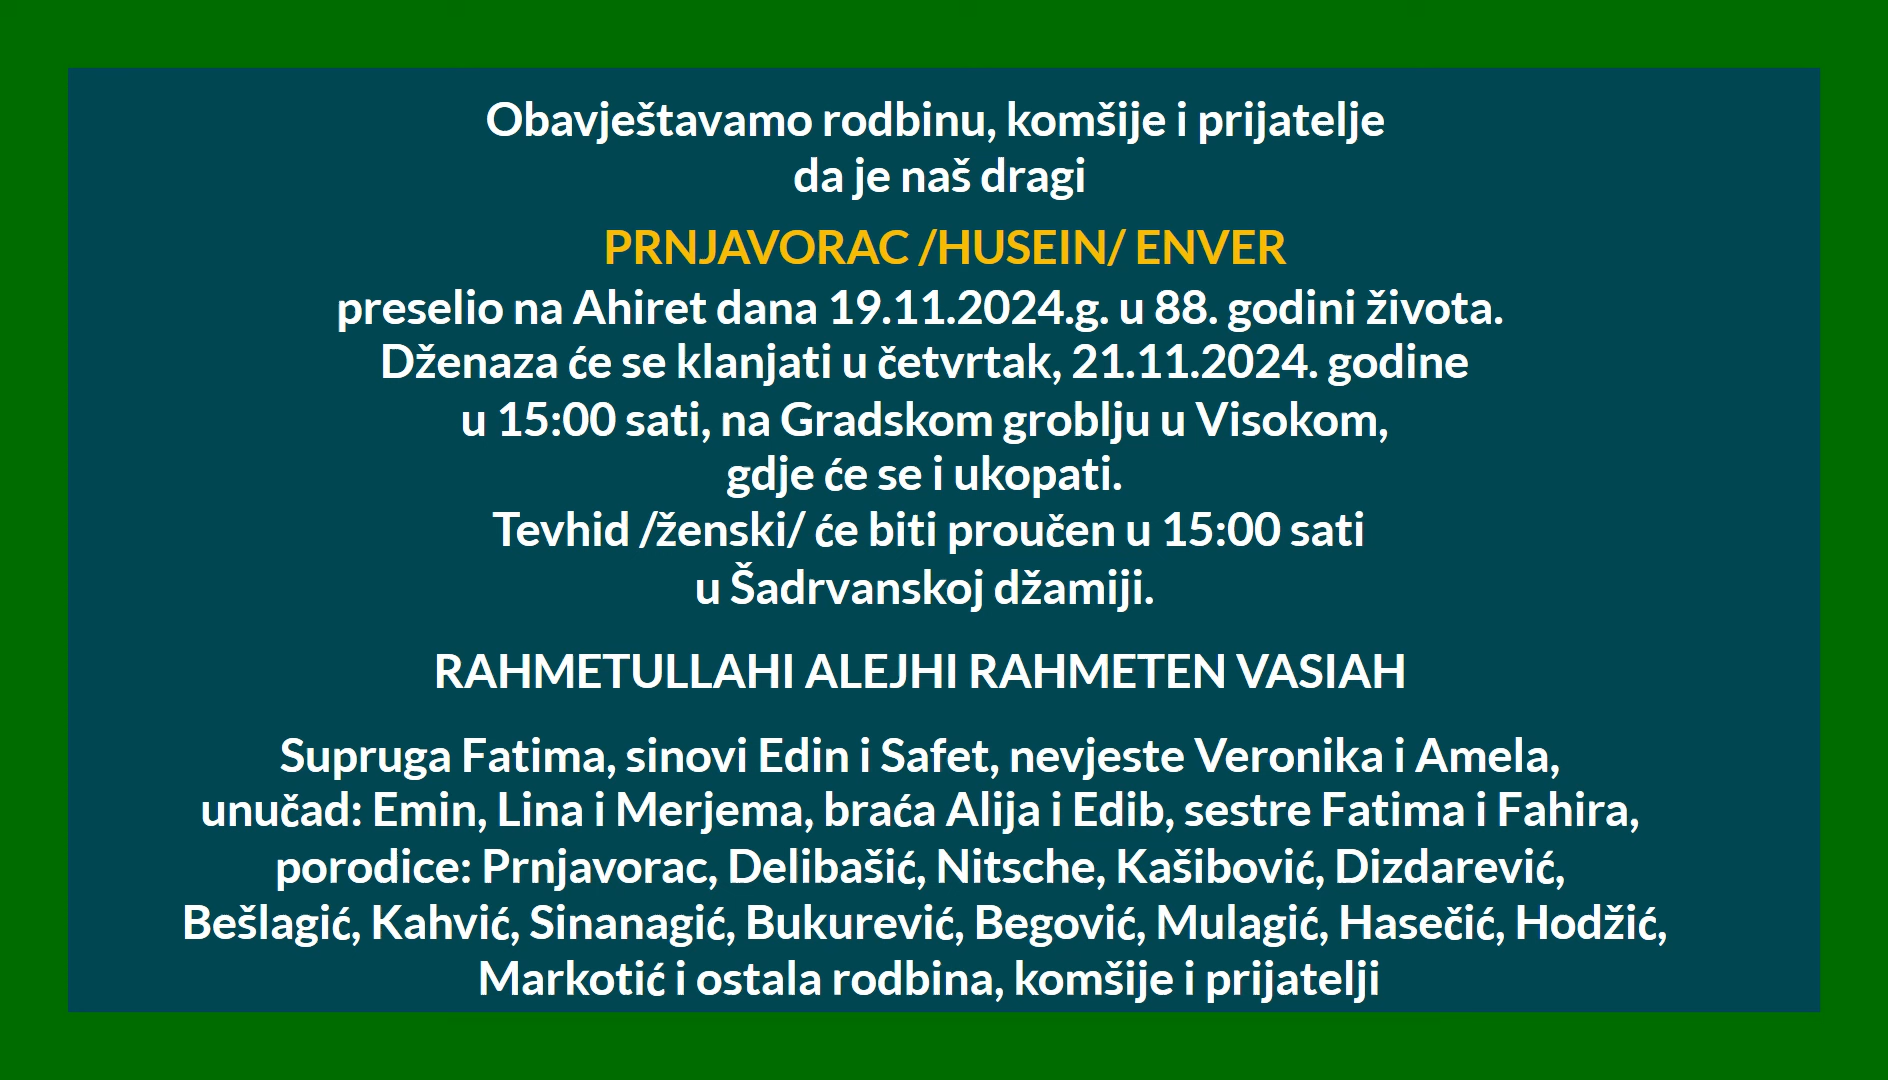 Obavještavamo rodbinu, komšije i prijatelje
da je naš dragi
PRNJAVORAC /HUSEIN/ ENVER
preselio na Ahiret dana 19.11.2024.g. u 88. godini života.
Dženaza će se klanjati u četvrtak, 21.11.2024. godine
u 15:00 sati, na Gradskom groblju u Visokom,
gdje će se i ukopati.
Tevhid /ženski/ će biti proučen u 15:00 sati
u Šadrvanskoj džamiji.
RAHMETULLAHI ALEJHI RAHMETEN VASIAH
Supruga Fatima, sinovi Edin i Safet, nevjeste Veronika i Amela,
unučad: Emin, Lina i Merjema, braća Alija i Edib, sestre Fatima i Fahira,
porodice: Prnjavorac, Delibašić, Nitsche, Kašibović, Dizdarević,
Bešlagić, Kahvić, Sinanagić, Bukurević, Begović, Mulagić, Hasečić, Hodžić,
Markotić i ostala rodbina, komšije i prijatelji